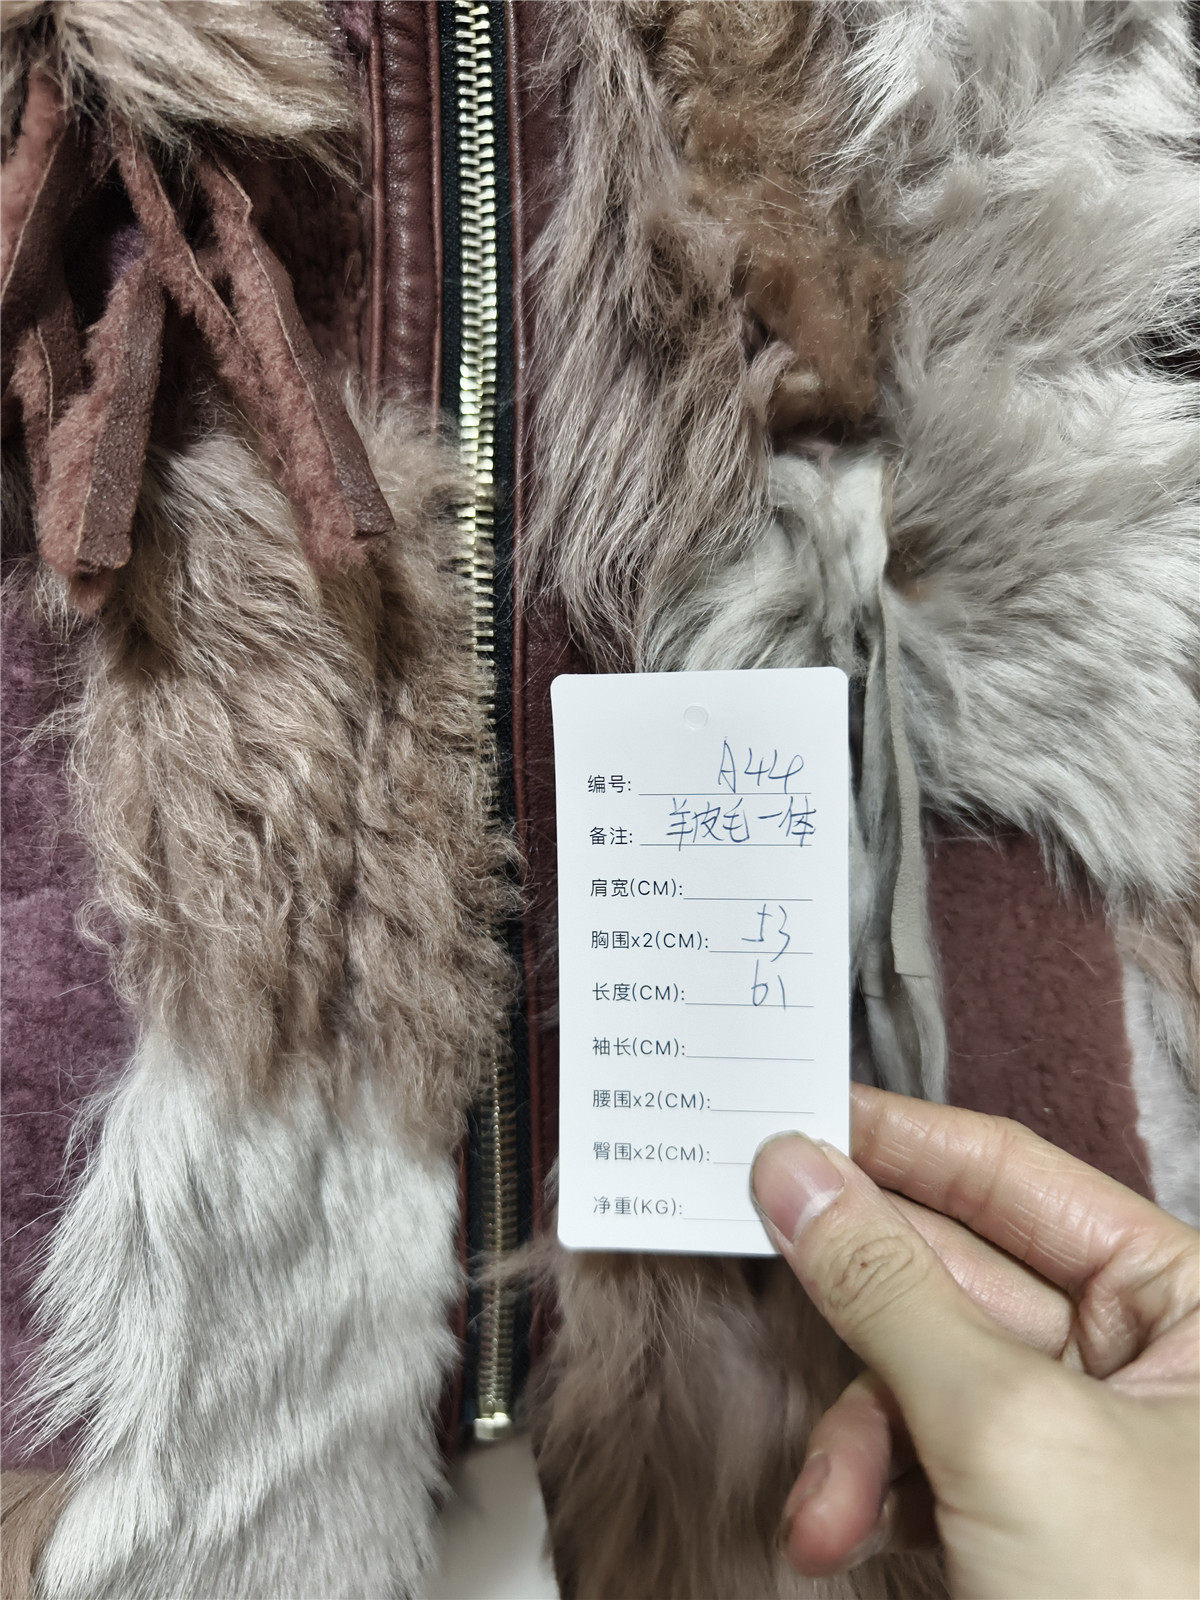 编号: A44
备注: 羊皮毛一体
肩宽(CM):
胸围x2(CM): 53
长度(CM): 61
袖长(CM):
腰围x2(CM):
臀围x2(CM):
净重(KG):